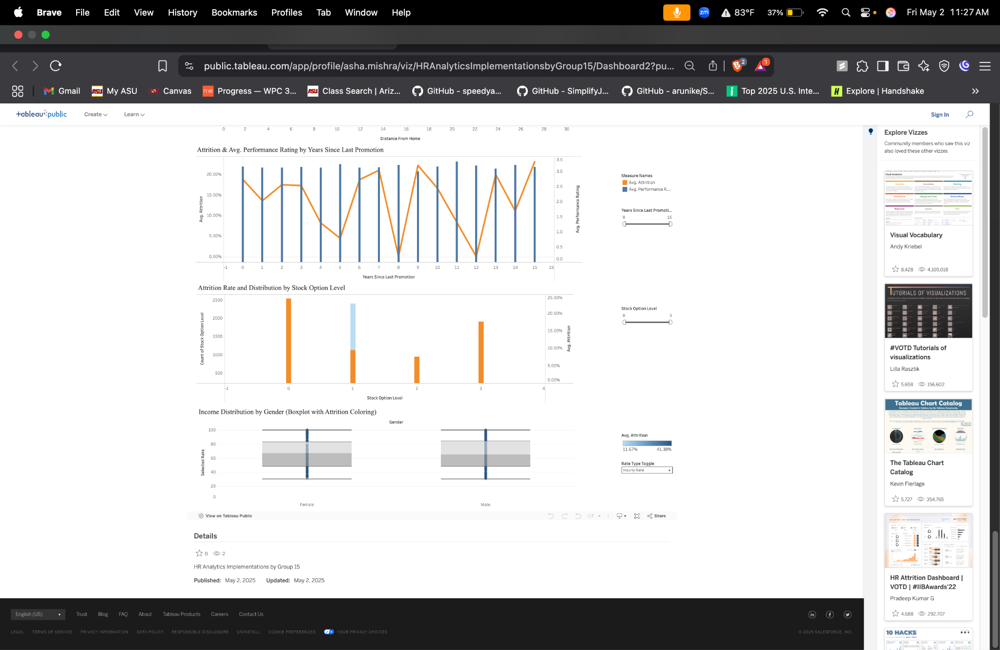 Brave File Edit View History Bookmarks Profiles Tab Window Help
zm 83°F 37% Fri May 2 11:27 AM
public.tableau.com/app/profile/asha.mishra/viz/HRAnalyticsImplementationsbyGroup15/Dashboard2?pu... 2 1
Gmail My ASU Canvas Progress — WPC 3... Class Search | Ariz... GitHub - speedya... GitHub - SimplifyJ... GitHub - arunike/S... Top 2025 U.S. Inte... Explore | Handshake
tableau public Create Learn Sign In
0 2 4 6 8 10 12 14 16 18 20 22 24 26 28 30
Distance From Home
Attrition & Avg. Performance Rating by Years Since Last Promotion
Avg. Attrition
20.00%
15.00%
10.00%
5.00%
0.00%
3.5
3.0
2.5
2.0
1.5
1.0
0.5
0.0
Avg. Performance Rating
-1 0 1 2 3 4 5 6 7 8 9 10 11 12 13 14 15 16
Years Since Last Promotion
Measure Names
Avg. Attrition
Avg. Performance R...
Years Since Last Promoti...
0 15
Attrition Rate and Distribution by Stock Option Level
Count of Stock Option Level
2500
2000
1500
1000
500
25.00%
20.00%
15.00%
10.00%
5.00%
0.00%
Avg. Attrition
-1 0 1 2 3 4
Stock Option Level
Stock Option Level
0 3
Income Distribution by Gender (Boxplot with Attrition Coloring)
Gender
Selected Rate
100
80
60
40
20
0
Female Male
Avg. Attrition
11.67% 41.38%
Rate Type Toggle
Hourly Rate
View on Tableau Public
Share
Details
0 2
HR Analytics Implementations by Group 15
Published: May 2, 2025 Updated: May 2, 2025
Explore Vizzes
Community members who saw this viz
also loved these other vizzes
Visual Vocabulary
Visual Vocabulary
Andy Kriebel
8,428 4,105,018
TUTORIALS OF VISUALIZATIONS
#VOTD Tutorials of
visualizations
Lilla Rasztik
5,658 156,602
Tableau Chart Catalog
The Tableau Chart
Catalog
Kevin Flerlage
5,727 354,765
HR ATTRITION DASHBOARD
HR Attrition Dashboard |
VOTD | #IIBAwards'22
Pradeep Kumar G
4,688 292,707
10 HACKS
English (US) Trust Blog FAQ About Tableau Products Careers Contact Us
LEGAL TERMS OF SERVICE PRIVACY INFORMATION DATA POLICY RESPONSIBLE DISCLOSURE UNINSTALL COOKIE PREFERENCES YOUR PRIVACY CHOICES
© 2025 SALESFORCE, INC.